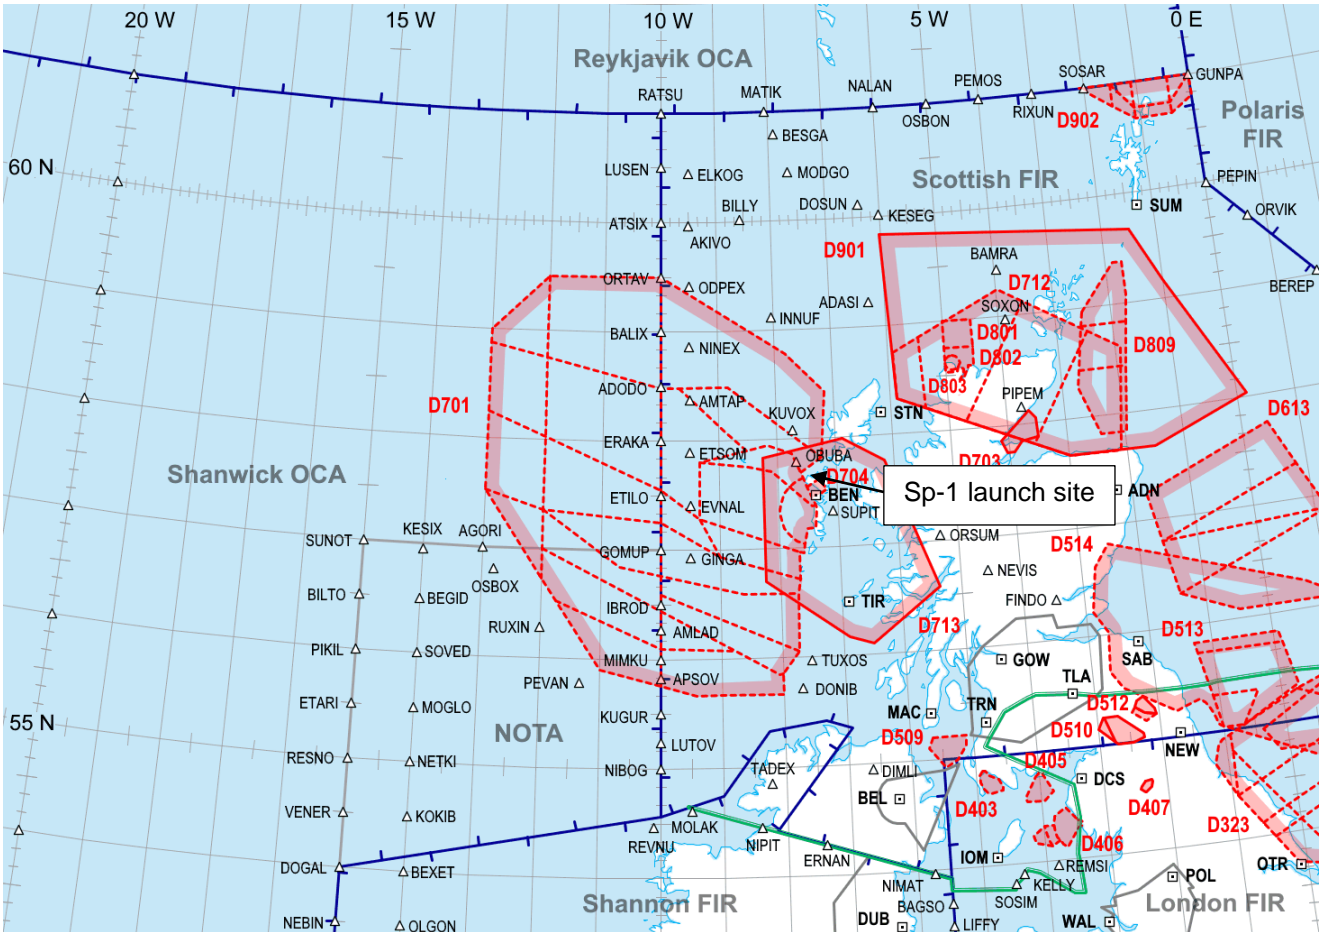 20 W
15 W
10 W
5 W
0 E
Reykjavik OCA
RATSU
MATIK
NALAN
PEMOS
SOSAR
GUNPA
OSBON
RIXUN
D902
Polaris
FIR
BESGA
60 N
LUSEN
ELKOG
MODGO
Scottish FIR
PEPIN
DOSUN
KESEG
SUM
ORVIK
ATSIX
BILLY
AKIVO
D901
BAMRA
BEREP
ORTAV
ODPEX
D712
ADASI
SOXON
INNUF
BALIX
D801
NINEX
D802
D809
ADODO
D803
AMTAP
PIPEM
D701
KUVOX
STN
D613
ERAKA
ETSOM
OBUBA
D703
Shanwick OCA
D704
Sp-1 launch site
ETILO
EVNAL
BEN
SUPIT
ADN
KESIX
AGORI
SUNOT
GOMUP
GINGA
ORSUM
D514
OSBOX
NEVIS
BILTO
BEGID
IBROD
TIR
FINDO
RUXIN
AMLAD
D713
D513
PIKIL
SOVED
MIMKU
TUXOS
GOW
SAB
PEVAN
APSOV
DONIB
TLA
ETARI
MOGLO
KUGUR
MAC
TRN
D512
55 N
NOTA
LUTOV
D509
D510
NEW
RESNO
NETKI
NIBOG
TADEX
DIMLI
D405
DCS
BEL
D403
D407
VENER
KOKIB
MOLAK
D323
REVNU
NIPIT
ERNAN
D406
IOM
REMSI
OTR
DOGAL
BEXET
NIMAT
KELLY
POL
Shannon FIR
BAGSO
SOSIM
London FIR
NEBIN
OLGON
DUB
LIFFY
WAL